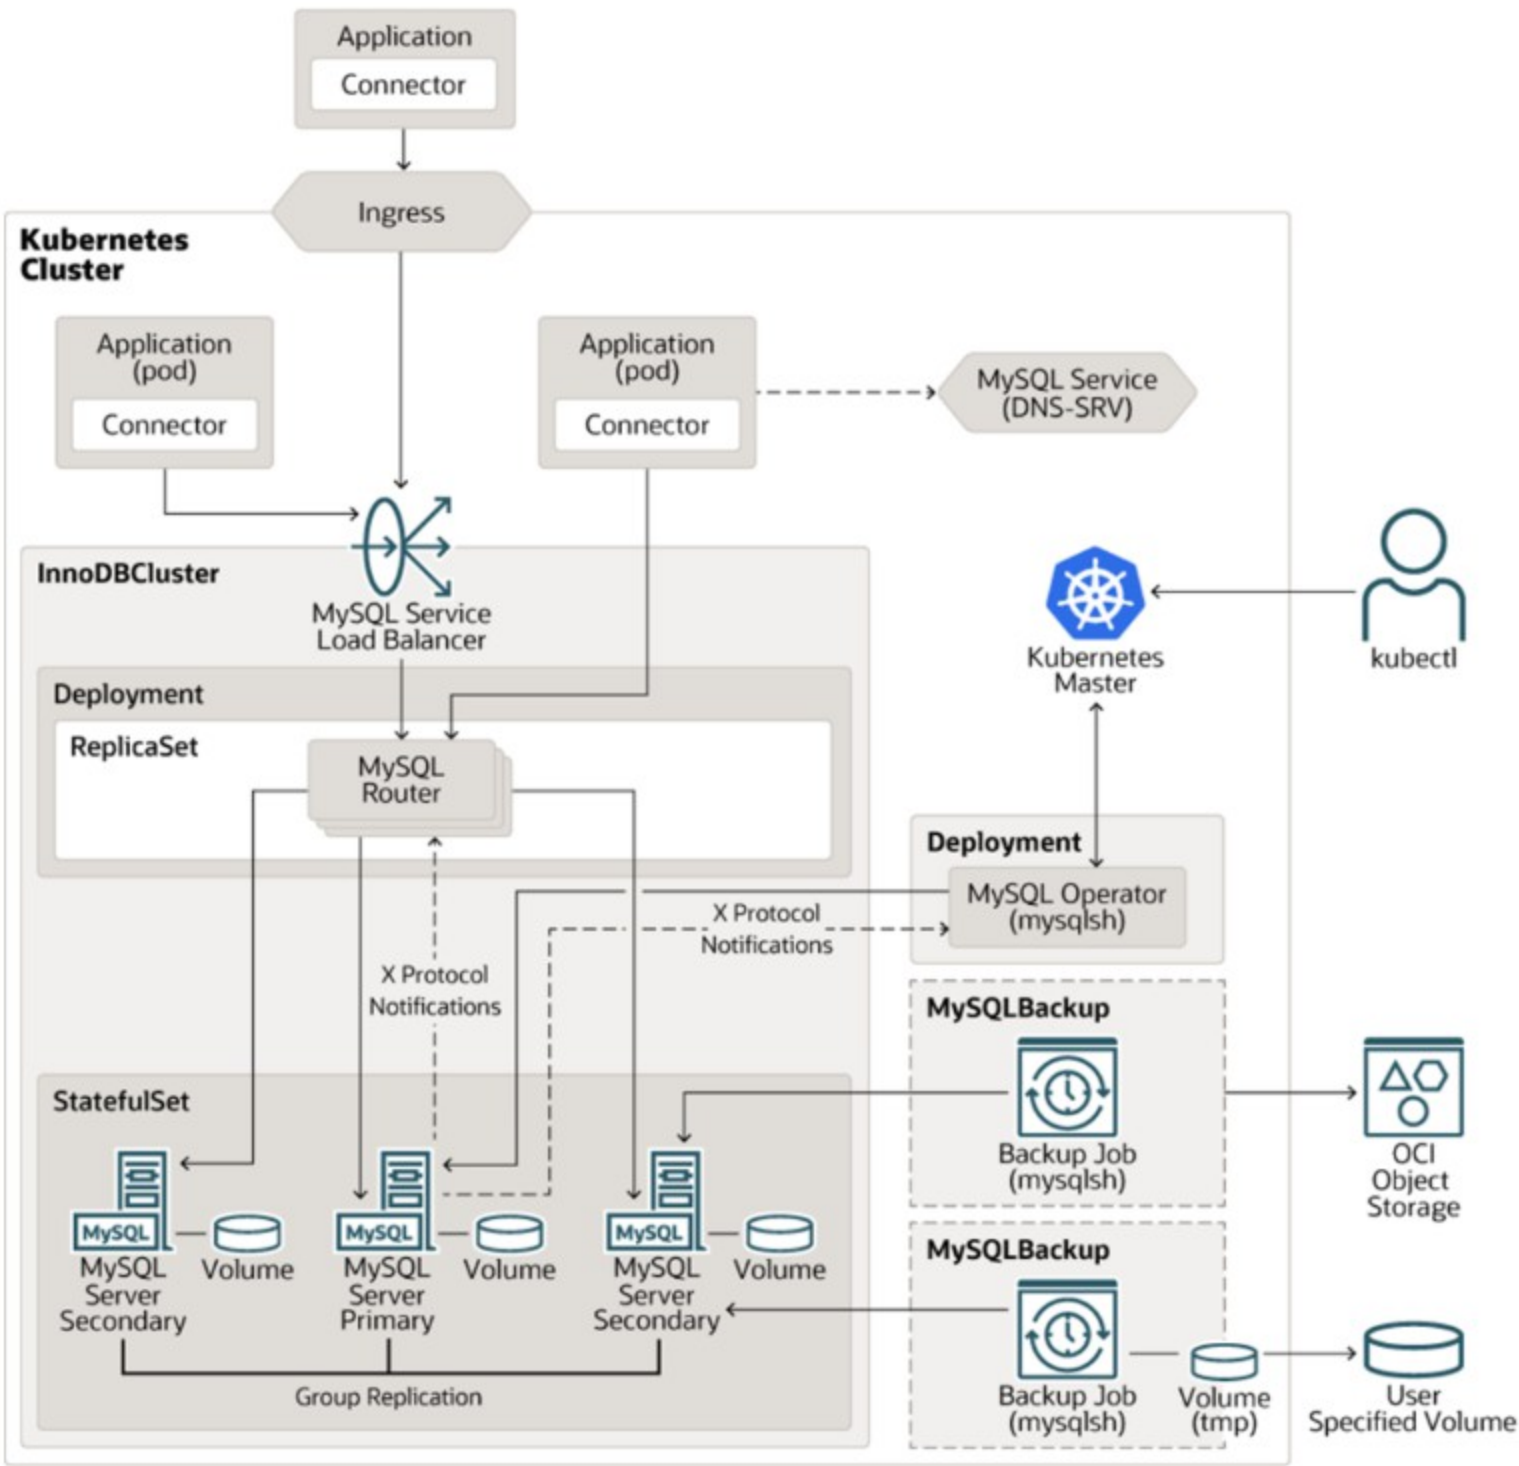 Application
Connector
Ingress
Kubernetes
Cluster
Application
(pod)
Connector
Application
(pod)
Connector
MySQL Service
(DNS-SRV)
InnoDBCluster
MySQL Service
Load Balancer
Kubernetes
Master
kubectl
Deployment
ReplicaSet
MySQL
Router
Deployment
MySQL Operator
(mysqlsh)
X Protocol
Notifications
X Protocol
Notifications
MySQLBackup
Backup Job
(mysqlsh)
OCI
Object
Storage
StatefulSet
MySQL
MySQL
Server
Secondary
Volume
MySQL
MySQL
Server
Primary
Volume
MySQL
MySQL
Server
Secondary
Volume
Group Replication
MySQLBackup
Backup Job
(mysqlsh)
Volume
(tmp)
User
Specified Volume